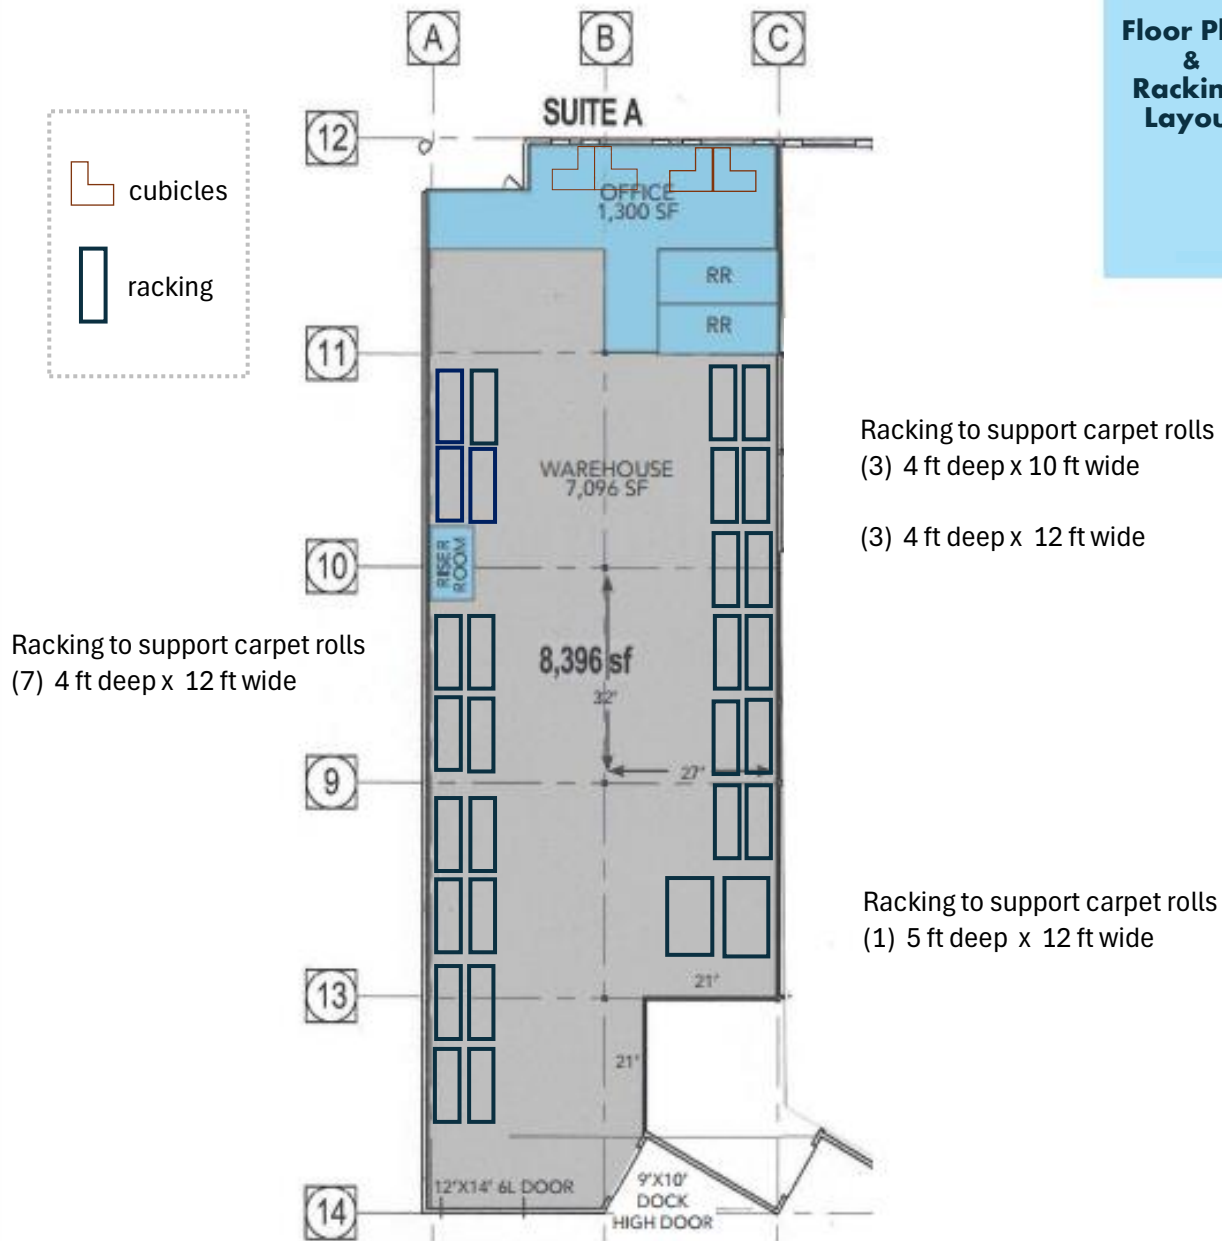 A
B
C
Floor
&
Layou
SUITE A
12
cubicles
OFFICE
1,300 SF
racking
RR
RR
11
Racking to support carpet rolls
(3) 4 ft deep x 10 ft wide
(3) 4 ft deep x 12 ft wide
WAREHOUSE
7,096 SF
10
RISER
ROOM
Racking to support carpet rolls
(7) 4 ft deep x 12 ft wide
8,396 sf
32'
27'
9
Racking to support carpet rolls
(1) 5 ft deep x 12 ft wide
21'
13
21'
12'X14' 6L DOOR
9'X10'
DOCK
HIGH DOOR
14